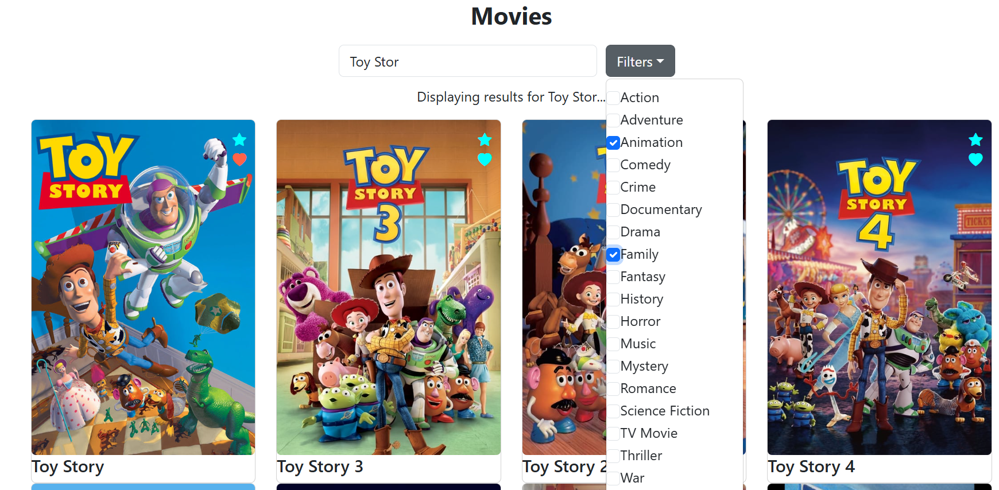 Movies
Toy Stor
Filters
Displaying results for Toy Stor...
Action
Adventure
Animation
Comedy
Crime
Documentary
Drama
Family
Fantasy
History
Horror
Music
Mystery
Romance
Science Fiction
TV Movie
Thriller
War
TOY
STORY
Toy Story
TOY
STORY
3
Toy Story 3
Toy Story 2
TOY
STORY
4
TICKET
Toy Story 4